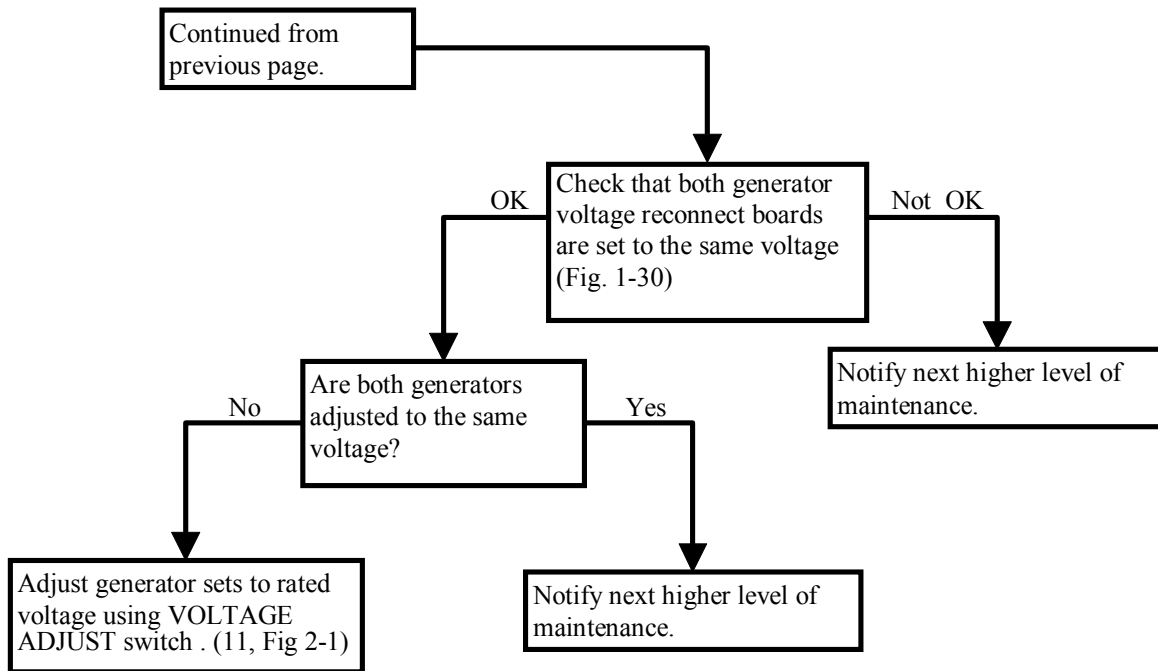 Continued from
previous page.
Check that both generator
voltage reconnect boards
are set to the same voltage
(Fig. 1-30)
OK
Not OK
Notify next higher level of
maintenance.
Are both generators
adjusted to the same
voltage?
No
Yes
Adjust generator sets to rated
voltage using VOLTAGE
ADJUST switch . (11, Fig 2-1)
Notify next higher level of
maintenance.